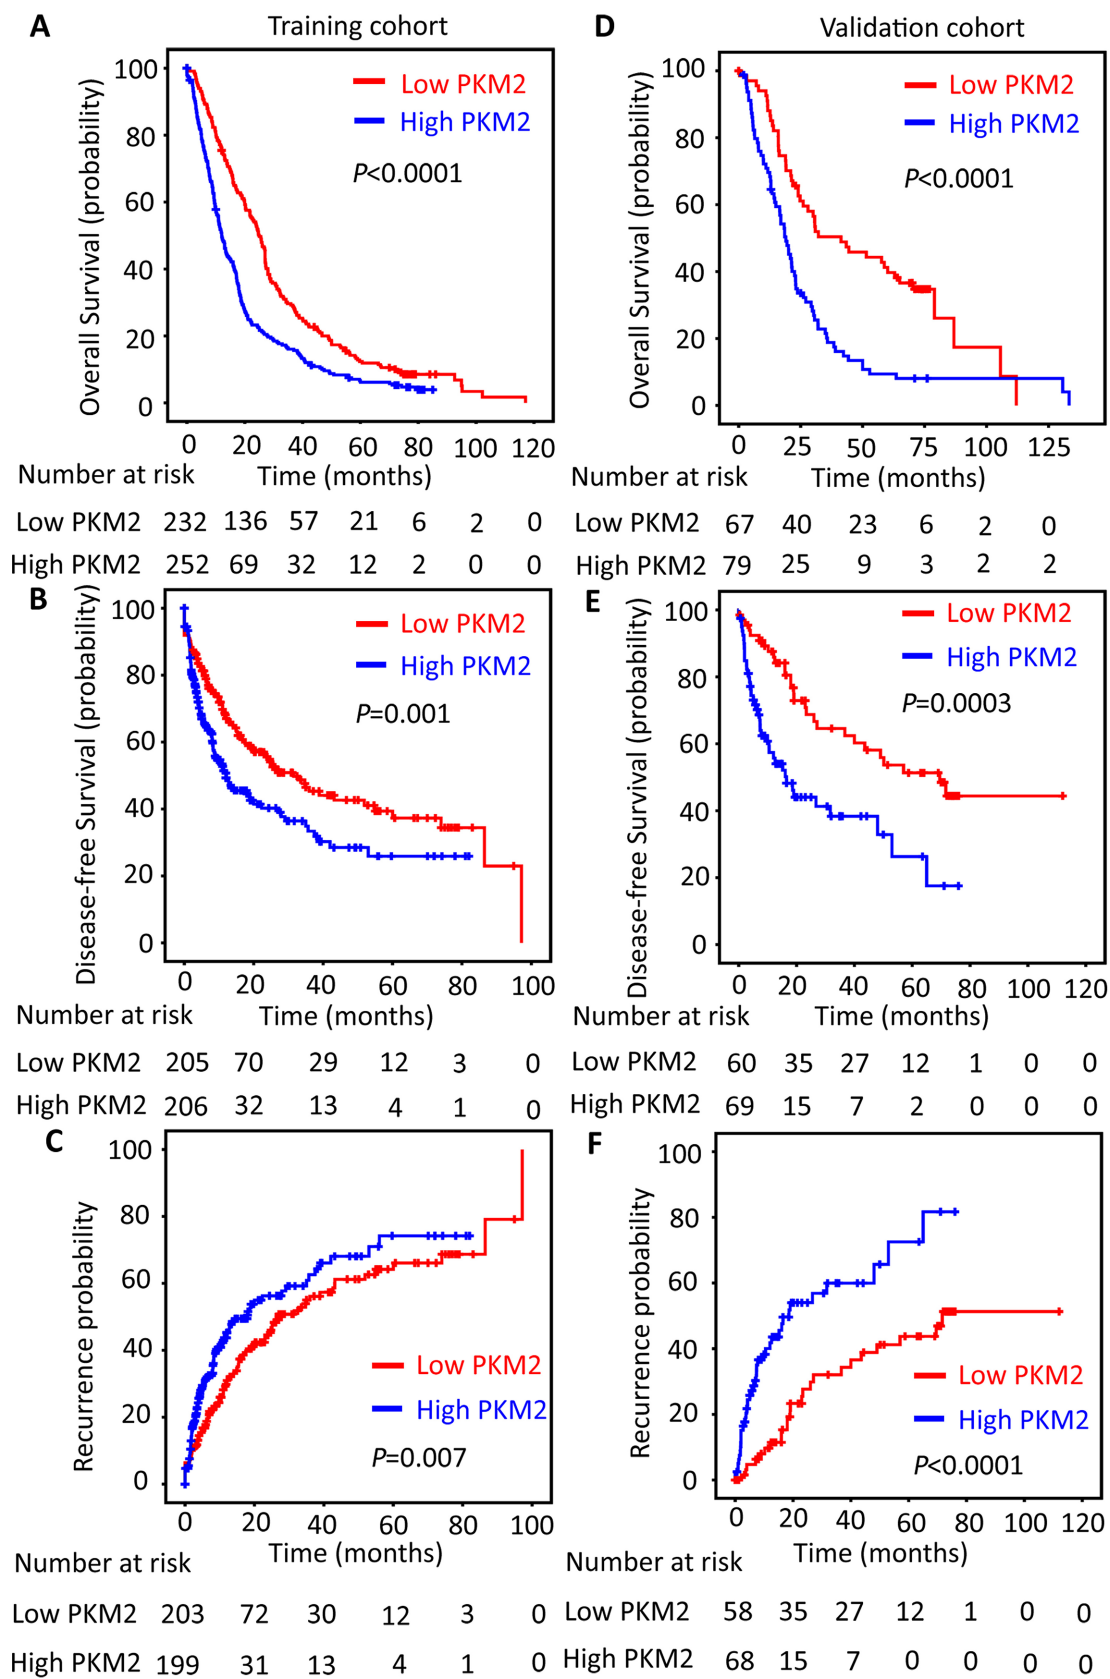 A
Training cohort
Overall Survival (probability)
100
80
60
40
20
0
Low PKM2
High PKM2
P<0.0001
0 20 40 60 80 100 120
Number at risk Time (months)
Low PKM2 232 136 57 21 6 2 0
High PKM2 252 69 32 12 2 0 0
D
Validation cohort
Overall Survival (probability)
100
80
60
40
20
0
Low PKM2
High PKM2
P<0.0001
0 25 50 75 100 125
Number at risk Time (months)
Low PKM2 67 40 23 6 2 0
High PKM2 79 25 9 3 2 2
B
Disease-free Survival (probability)
100
80
60
40
20
0
Low PKM2
High PKM2
P=0.001
0 20 40 60 80 100
Number at risk Time (months)
Low PKM2 205 70 29 12 3 0
High PKM2 206 32 13 4 1 0
E
Disease-free Survival (probability)
100
80
60
40
20
0
Low PKM2
High PKM2
P=0.0003
0 20 40 60 80 100 120
Number at risk Time (months)
Low PKM2 60 35 27 12 1 0 0
High PKM2 69 15 7 2 0 0 0
C
Recurrence probability
100
80
60
40
20
0
Low PKM2
High PKM2
P=0.007
0 20 40 60 80 100
Number at risk Time (months)
Low PKM2 203 72 30 12 3 0
High PKM2 199 31 13 4 1 0
F
Recurrence probability
100
80
60
40
20
0
Low PKM2
High PKM2
P<0.0001
0 20 40 60 80 100 120
Number at risk Time (months)
Low PKM2 58 35 27 12 1 0 0
High PKM2 68 15 7 0 0 0 0